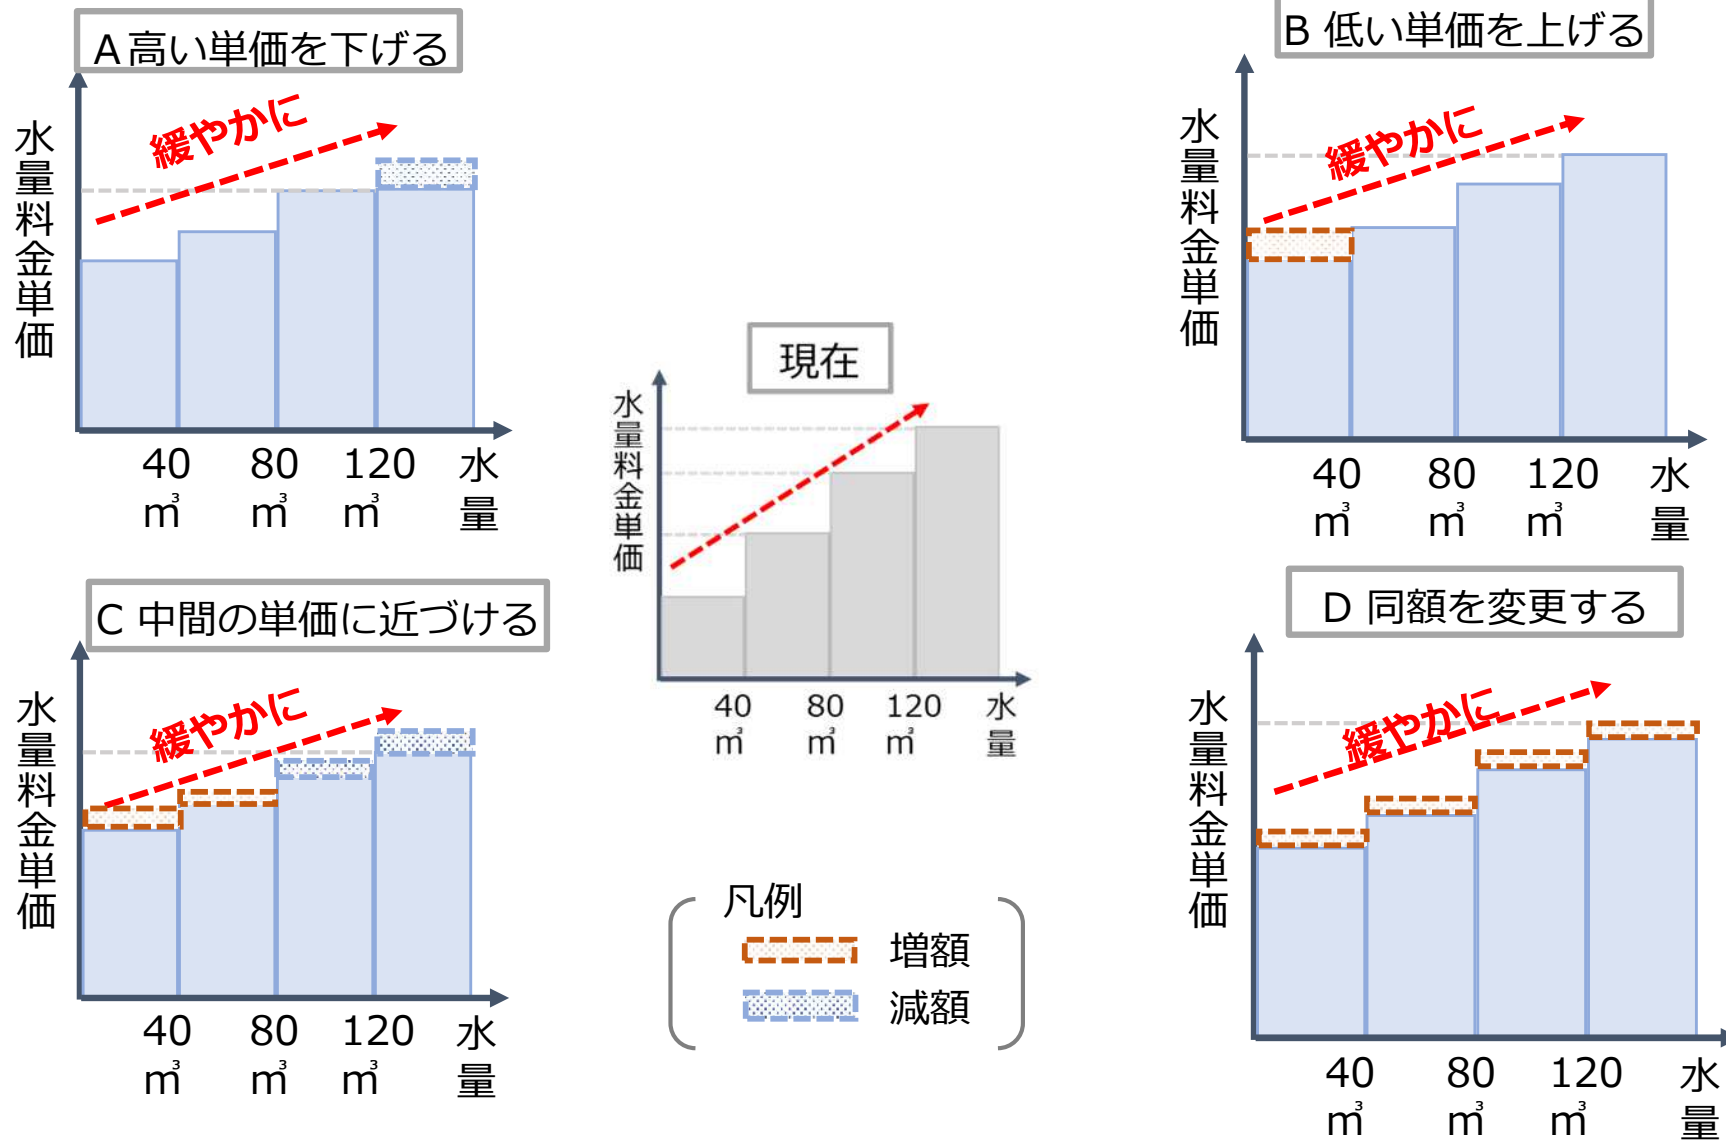 A 高い単価を下げる
緩やかに
水量料金単価
40
㎥
80
㎥
120
㎥
水量
B 低い単価を上げる
緩やかに
水量料金単価
40
㎥
80
㎥
120
㎥
水量
現在
水量料金単価
40
㎥
80
㎥
120
㎥
水量
C 中間の単価に近づける
緩やかに
水量料金単価
40
㎥
80
㎥
120
㎥
水量
D 同額を変更する
緩やかに
水量料金単価
40
㎥
80
㎥
120
㎥
水量
凡例
増額
減額